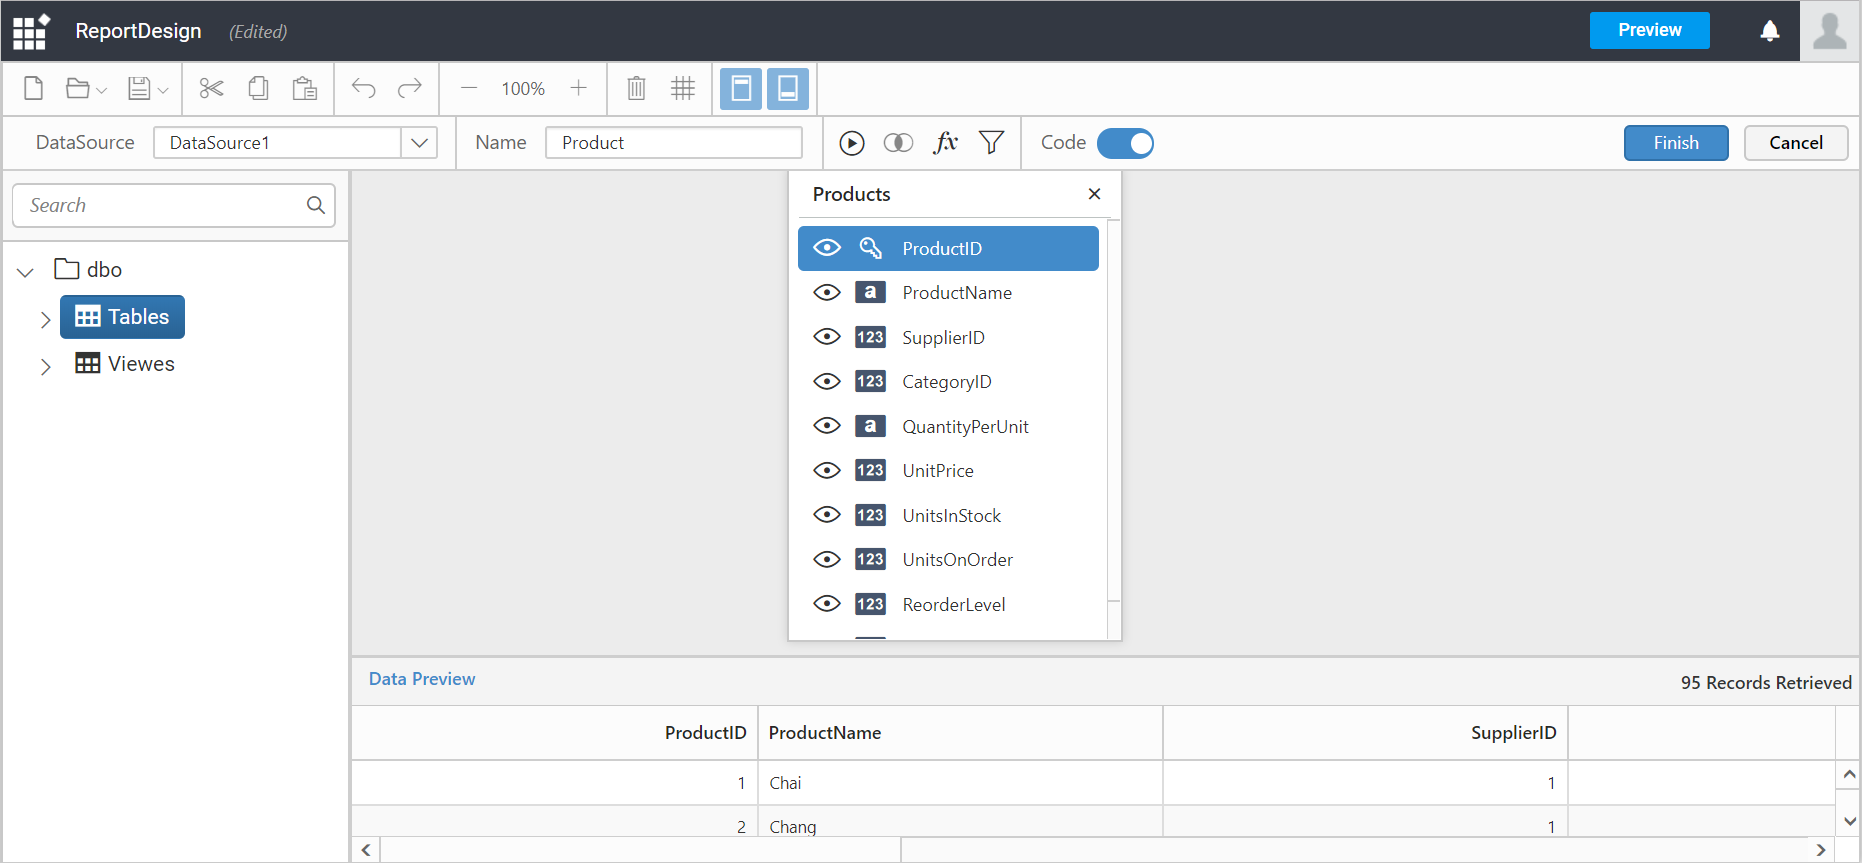 ReportDesign (Edited) Preview
100%
DataSource DataSource1 Name Product fx Code Finish Cancel
Search
dbo
Tables
Viewes
Products
ProductID
a ProductName
123 SupplierID
123 CategoryID
a QuantityPerUnit
123 UnitPrice
123 UnitsInStock
123 UnitsOnOrder
123 ReorderLevel
Data Preview 95 Records Retrieved
ProductID ProductName SupplierID
1 Chai 1
2 Chang 1